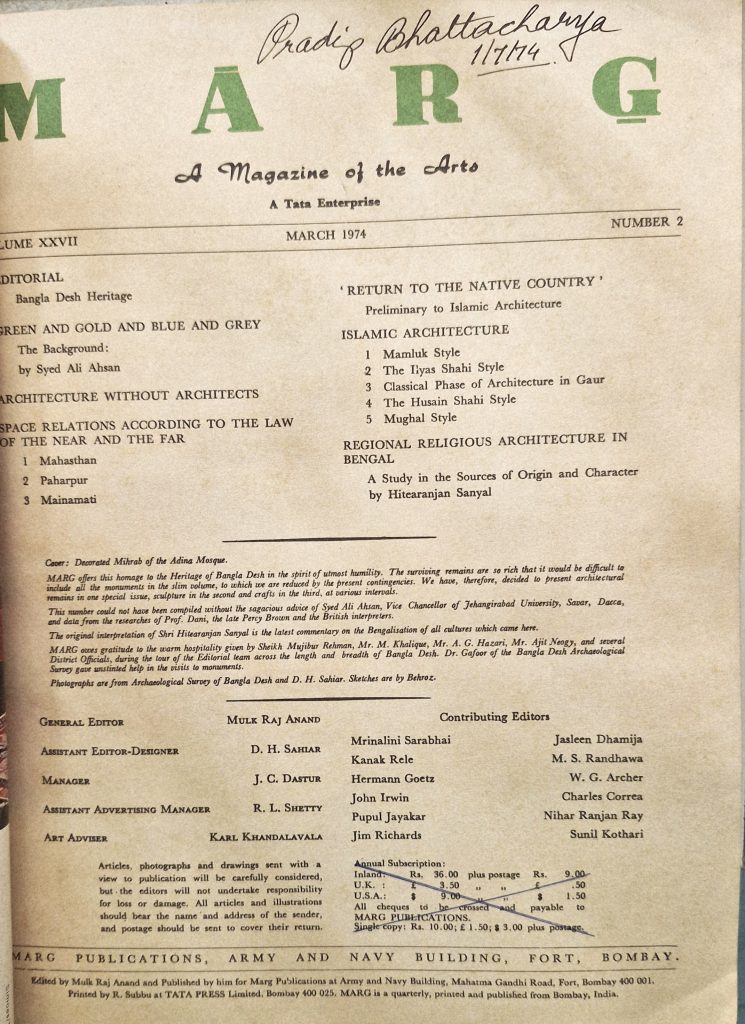 Pradip Bhattacharya
1/7/74
MĀRG
A Magazine of the Arts
A Tata Enterprise
LUME XXVII MARCH 1974 NUMBER 2
EDITORIAL
Bangla Desh Heritage
GREEN AND GOLD AND BLUE AND GREY
The Background:
by Syed Ali Ahsan
ARCHITECTURE WITHOUT ARCHITECTS
SPACE RELATIONS ACCORDING TO THE LAW
OF THE NEAR AND THE FAR
1 Mahasthan
2 Paharpur
3 Mainamati
' RETURN TO THE NATIVE COUNTRY '
Preliminary to Islamic Architecture
ISLAMIC ARCHITECTURE
1 Mamluk Style
2 The Ilyas Shahi Style
3 Classical Phase of Architecture in Gaur
4 The Husain Shahi Style
5 Mughal Style
REGIONAL RELIGIOUS ARCHITECTURE IN
BENGAL
A Study in the Sources of Origin and Character
by Hitearanjan Sanyal
Cover: Decorated Mihrab of the Adina Mosque.
MARG offers this homage to the Heritage of Bangla Desh in the spirit of utmost humility. The surviving remains are so rich that it would be difficult to
include all the monuments in the slim volume, to which we are reduced by the present contingencies. We have, therefore, decided to present architectural
remains in one special issue, sculpture in the second and crafts in the third, at various intervals.
This number could not have been compiled without the sagacious advice of Syed Ali Ahsan, Vice Chancellor of Jehangirabad University, Savar, Dacca,
and data from the researches of Prof. Dani, the late Percy Brown and the British interpreters.
The original interpretation of Shri Hitearanjan Sanyal is the latest commentary on the Bengalisation of all cultures which came here.
MARG owes gratitude to the warm hospitality given by Sheikh Mujibur Rehman, Mr. M. Khalique, Mr. A. G. Hazari, Mr. Ajit Neogy, and several
District Officials, during the tour of the Editorial team across the length and breadth of Bangla Desh. Dr. Gafoor of the Bangla Desh Archaeological
Survey gave unstinted help in the visits to monuments.
Photographs are from Archaeological Survey of Bangla Desh and D. H. Sahiar. Sketches are by Behroz.
GENERAL EDITOR MULK RAJ ANAND
ASSISTANT EDITOR-DESIGNER D. H. SAHIAR
MANAGER J. C. DASTUR
ASSISTANT ADVERTISING MANAGER R. L. SHETTY
ART ADVISER KARL KHANDALAVALA
Contributing Editors
Mrinalini Sarabhai Jasleen Dhamija
Kanak Rele M. S. Randhawa
Hermann Goetz W. G. Archer
John Irwin Charles Correa
Pupul Jayakar Nihar Ranjan Ray
Jim Richards Sunil Kothari
Articles, photographs and drawings sent with a
view to publication will be carefully considered,
but the editors will not undertake responsibility
for loss or damage. All articles and illustrations
should bear the name and address of the sender,
and postage should be sent to cover their return.
Annual Subscription:
Inland: Rs. 36.00 plus postage Rs. 9.00
U.K. : £ 3.50 ,, ,, £ .50
U.S.A.: $ 9.00 ,, ,, $ 1.50
All cheques to be crossed and payable to
MARG PUBLICATIONS.
Single copy: Rs. 10.00; £ 1.50; $ 3.00 plus postage.
MARG PUBLICATIONS, ARMY AND NAVY BUILDING, FORT, BOMBAY.
Edited by Mulk Raj Anand and Published by him for Marg Publications at Army and Navy Building, Mahatma Gandhi Road, Fort, Bombay 400 001.
Printed by R. Subbu at TATA PRESS Limited. Bombay 400 025. MARG is a quarterly, printed and published from Bombay, India.